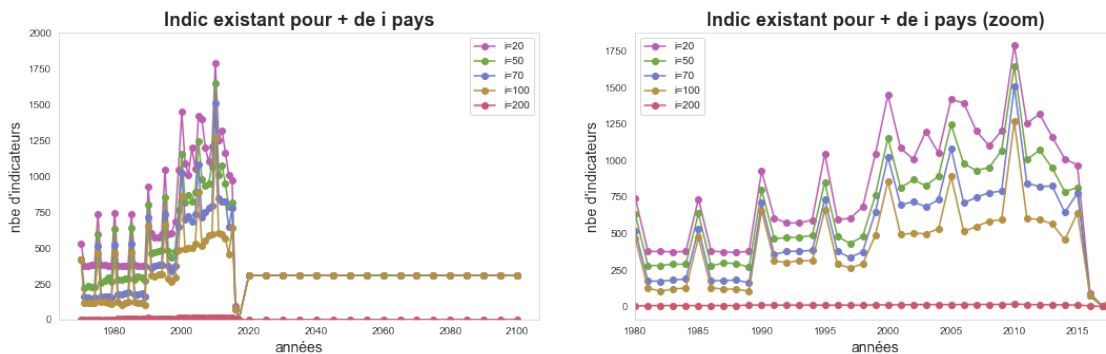 Indic existant pour + de i pays
2000
1750
1500
1250
1000
750
500
250
0
nbe d'indicateurs
1980
2000
2020
2040
2060
2080
2100
années
i=20
i=50
i=70
i=100
i=200
Indic existant pour + de i pays (zoom)
1750
1500
1250
1000
750
500
250
0
nbe d'indicateurs
1980
1985
1990
1995
2000
2005
2010
2015
années
i=20
i=50
i=70
i=100
i=200